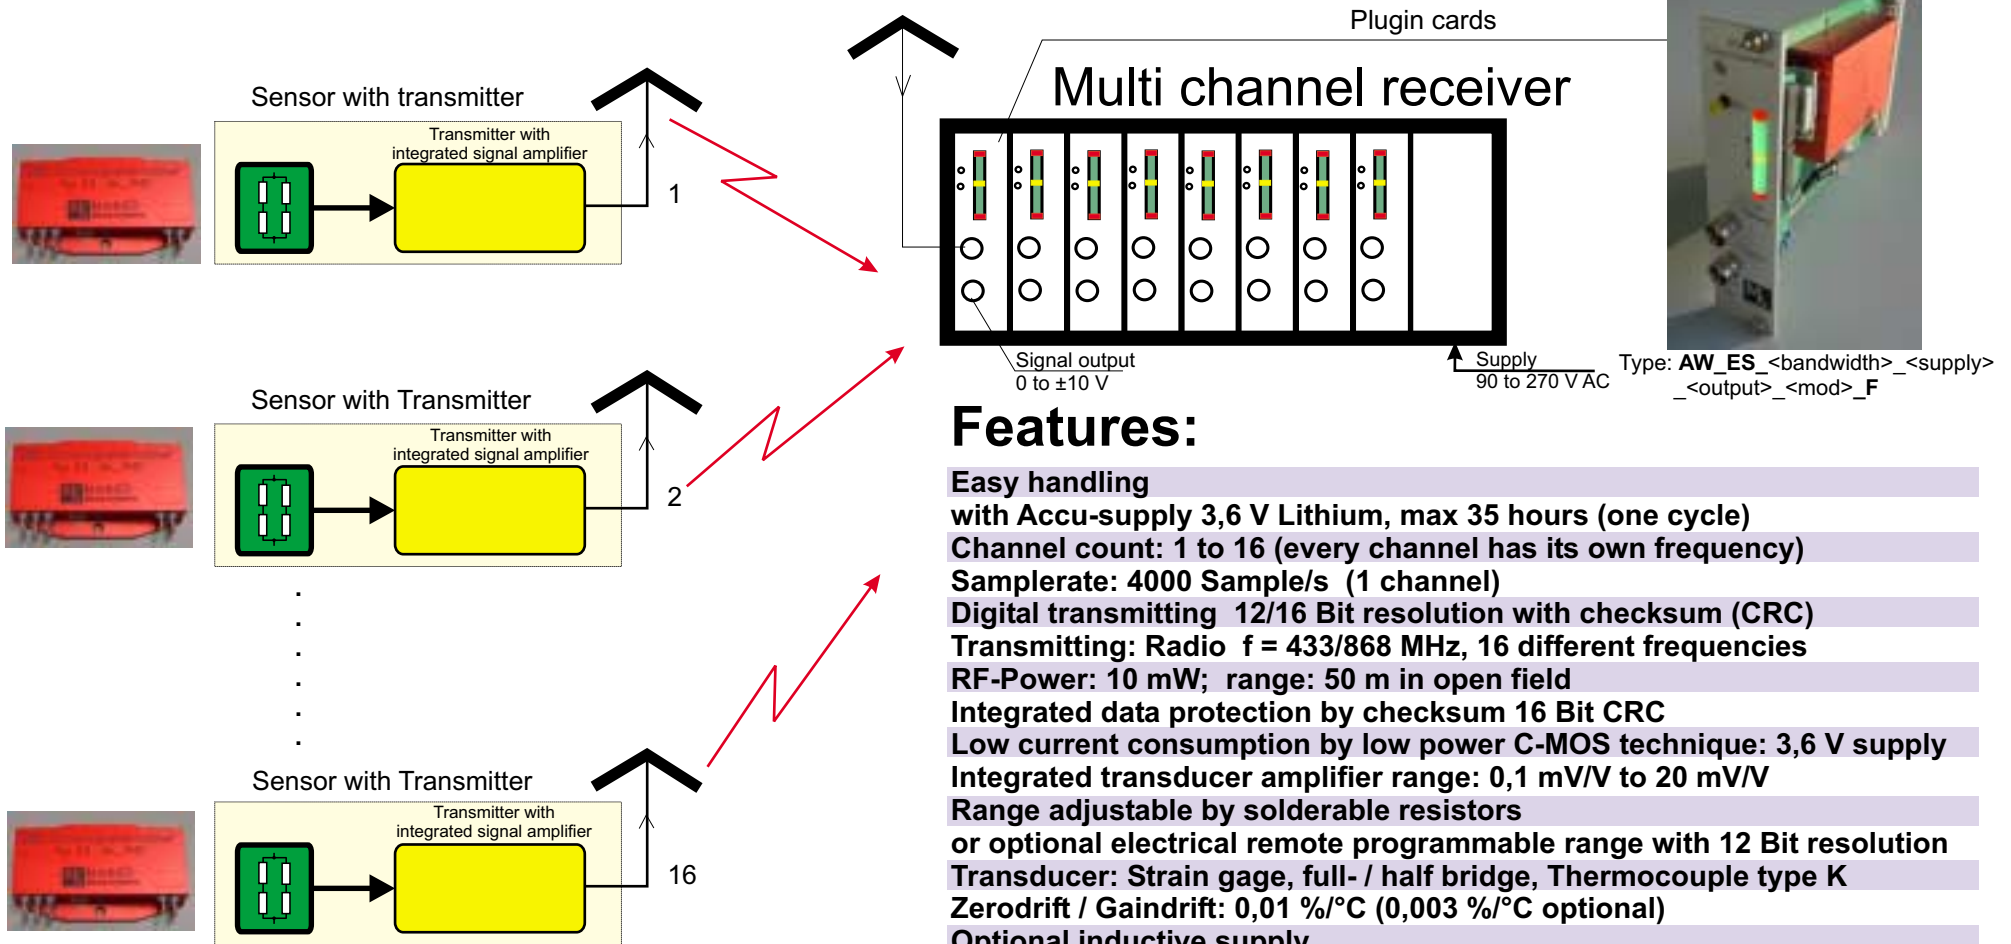 Plugin cards
Multi channel receiver
Sensor with transmitter
Transmitter with
integrated signal amplifier
1
Signal output
0 to ±10 V
Supply
90 to 270 V AC
Type: AW_ES_<bandwidth>_<supply>
_<output>_<mod>_F
Sensor with Transmitter
Transmitter with
integrated signal amplifier
2
Sensor with Transmitter
Transmitter with
integrated signal amplifier
16
Features:
Easy handling
with Accu-supply 3,6 V Lithium, max 35 hours (one cycle)
Channel count: 1 to 16 (every channel has its own frequency)
Samplerate: 4000 Sample/s (1 channel)
Digital transmitting 12/16 Bit resolution with checksum (CRC)
Transmitting: Radio f = 433/868 MHz, 16 different frequencies
RF-Power: 10 mW; range: 50 m in open field
Integrated data protection by checksum 16 Bit CRC
Low current consumption by low power C-MOS technique: 3,6 V supply
Integrated transducer amplifier range: 0,1 mV/V to 20 mV/V
Range adjustable by solderable resistors
or optional electrical remote programmable range with 12 Bit resolution
Transducer: Strain gage, full- / half bridge, Thermocouple type K
Zerodrift / Gaindrift: 0,01 %/°C (0,003 %/°C optional)
Optional inductive supply